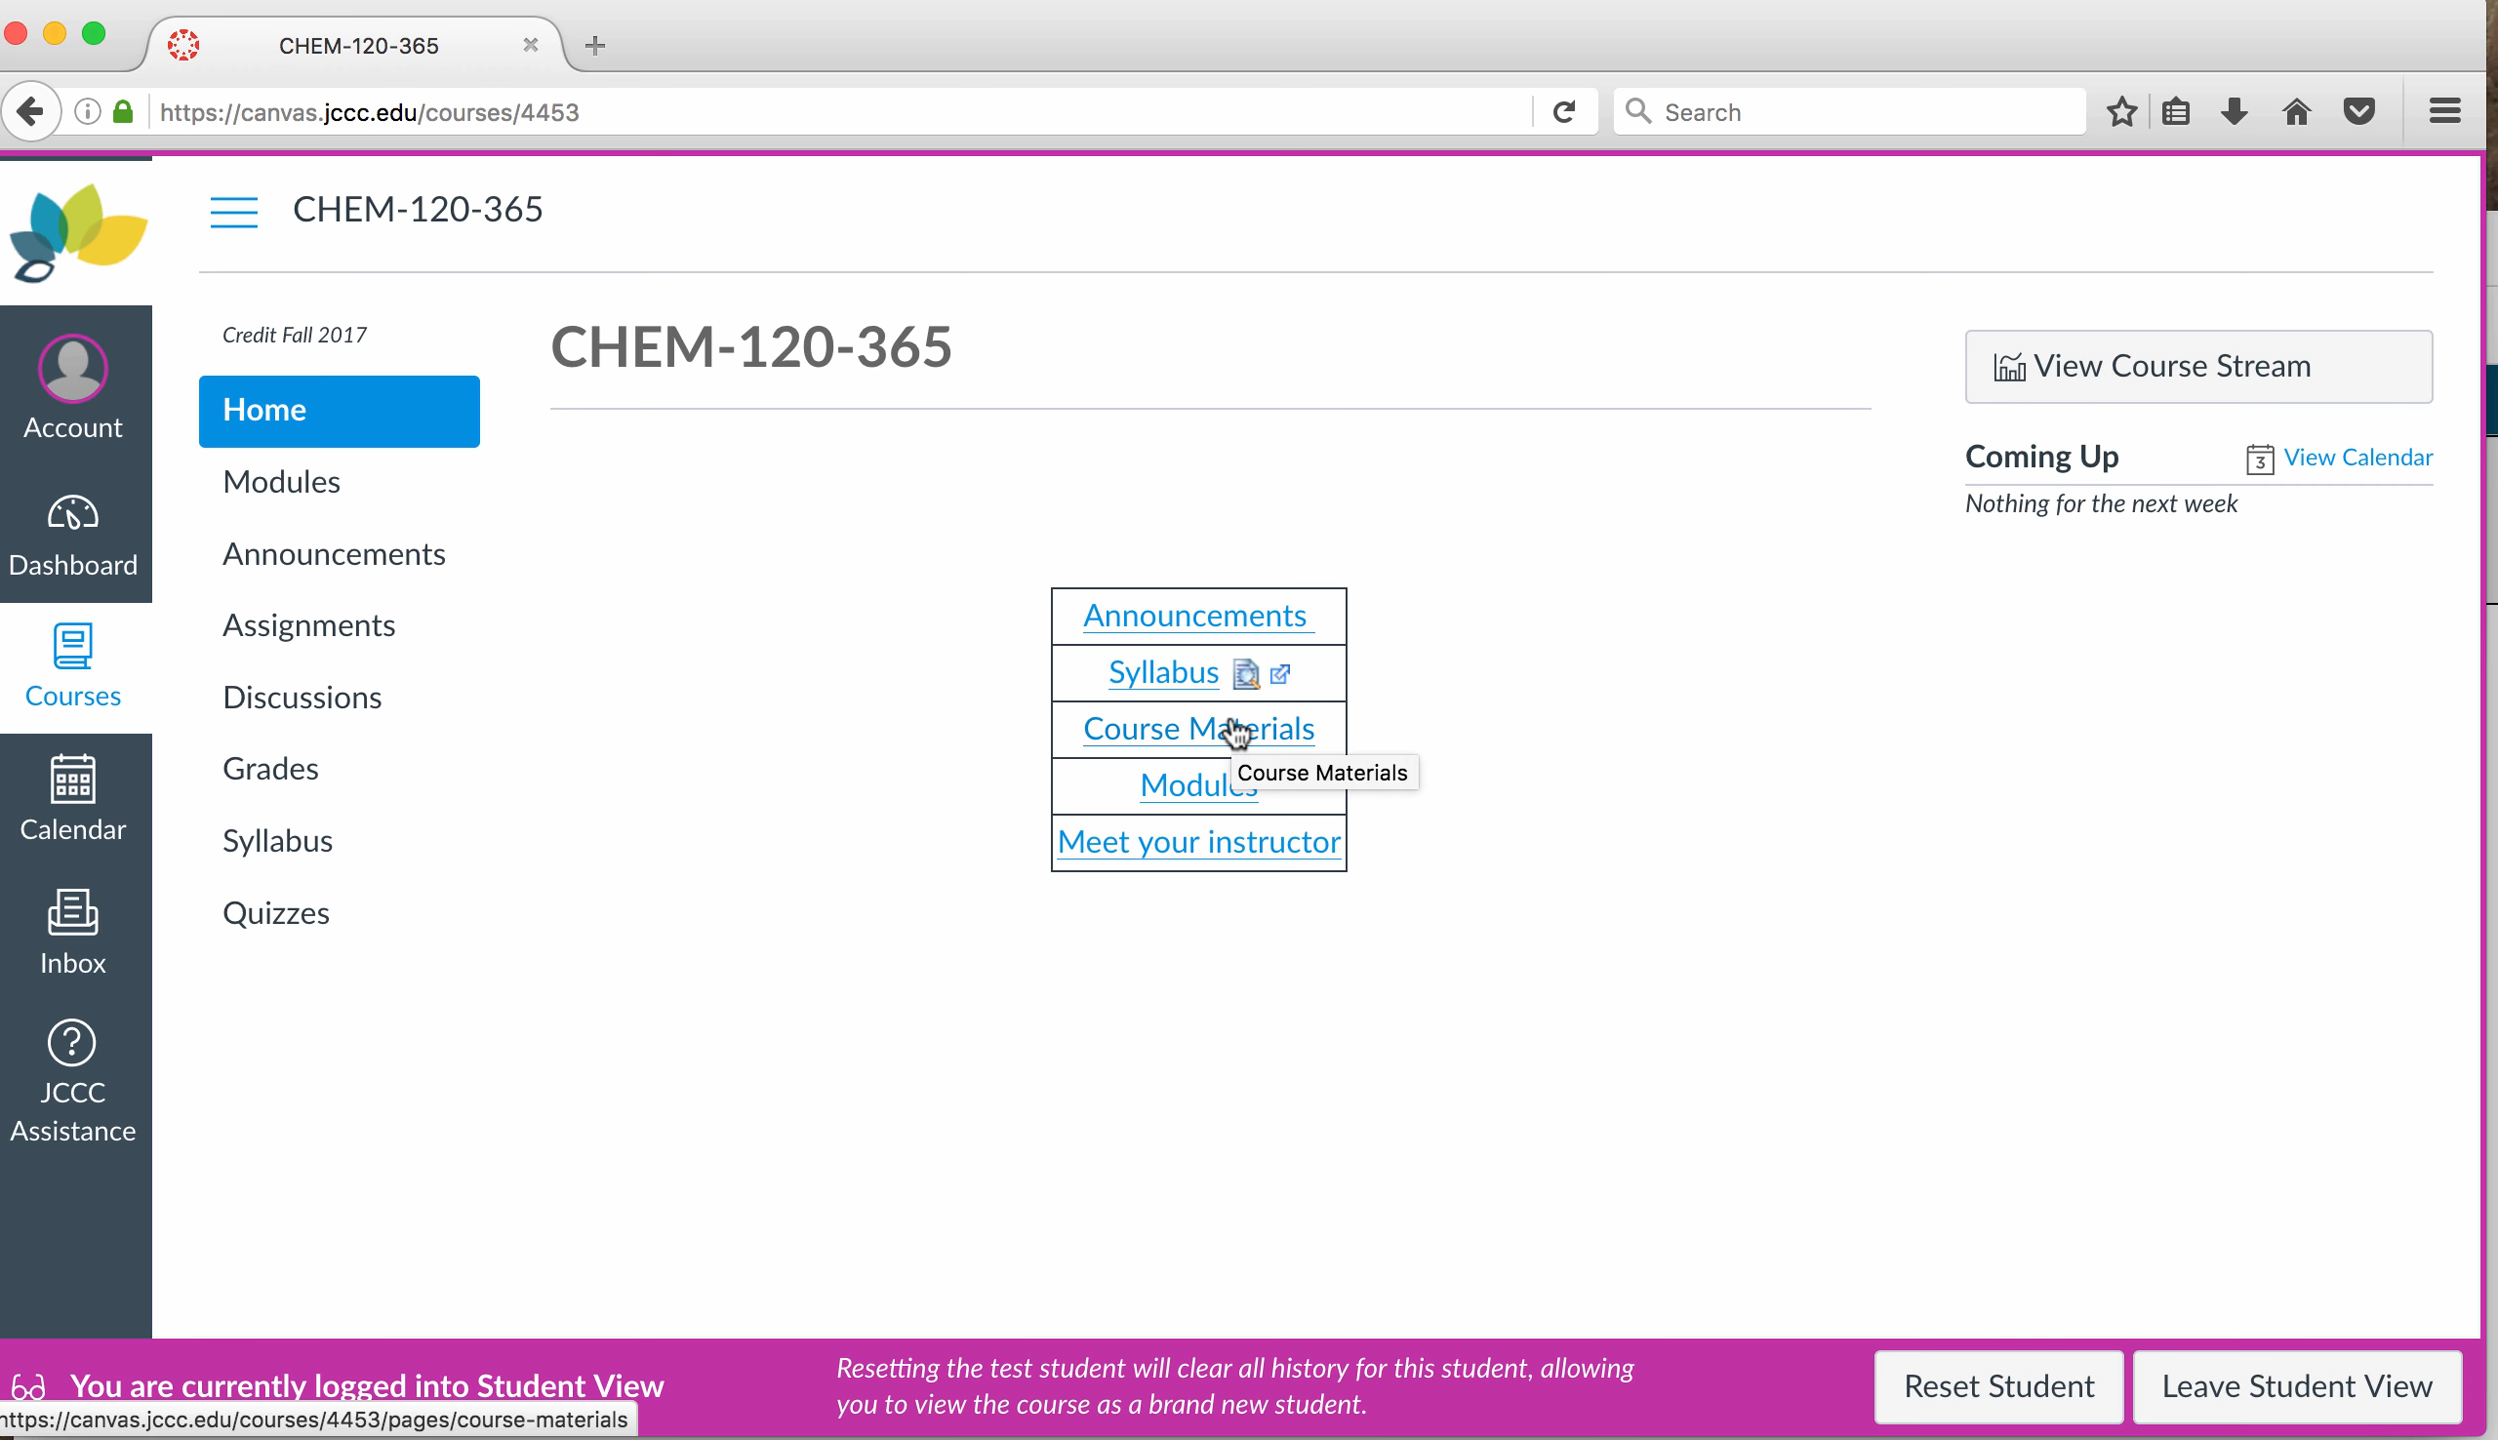 CHEM-120-365
https://canvas.jccc.edu/courses/4453
Search
CHEM-120-365
Account
Dashboard
Courses
Calendar
Inbox
JCCC
Assistance
Credit Fall 2017
Home
Modules
Announcements
Assignments
Discussions
Grades
Syllabus
Quizzes
CHEM-120-365
Announcements
Syllabus
Course Materials
Course Materials
Modules
Meet your instructor
View Course Stream
Coming Up
3
View Calendar
Nothing for the next week
You are currently logged into Student View
Resetting the test student will clear all history for this student, allowing
you to view the course as a brand new student.
Reset Student
Leave Student View
https://canvas.jccc.edu/courses/4453/pages/course-materials